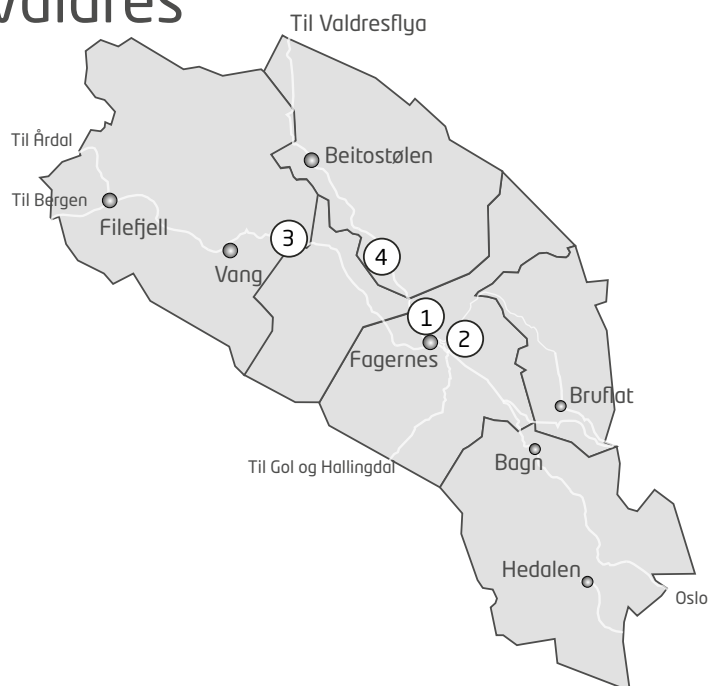 Valdres
Til Valdresflya
Til Årdal
Beitostølen
Til Bergen
Filefjell
3
4
Vang
1
2
Fagernes
Bruflat
Til Gol og Hallingdal
Bagn
Hedalen
Oslo